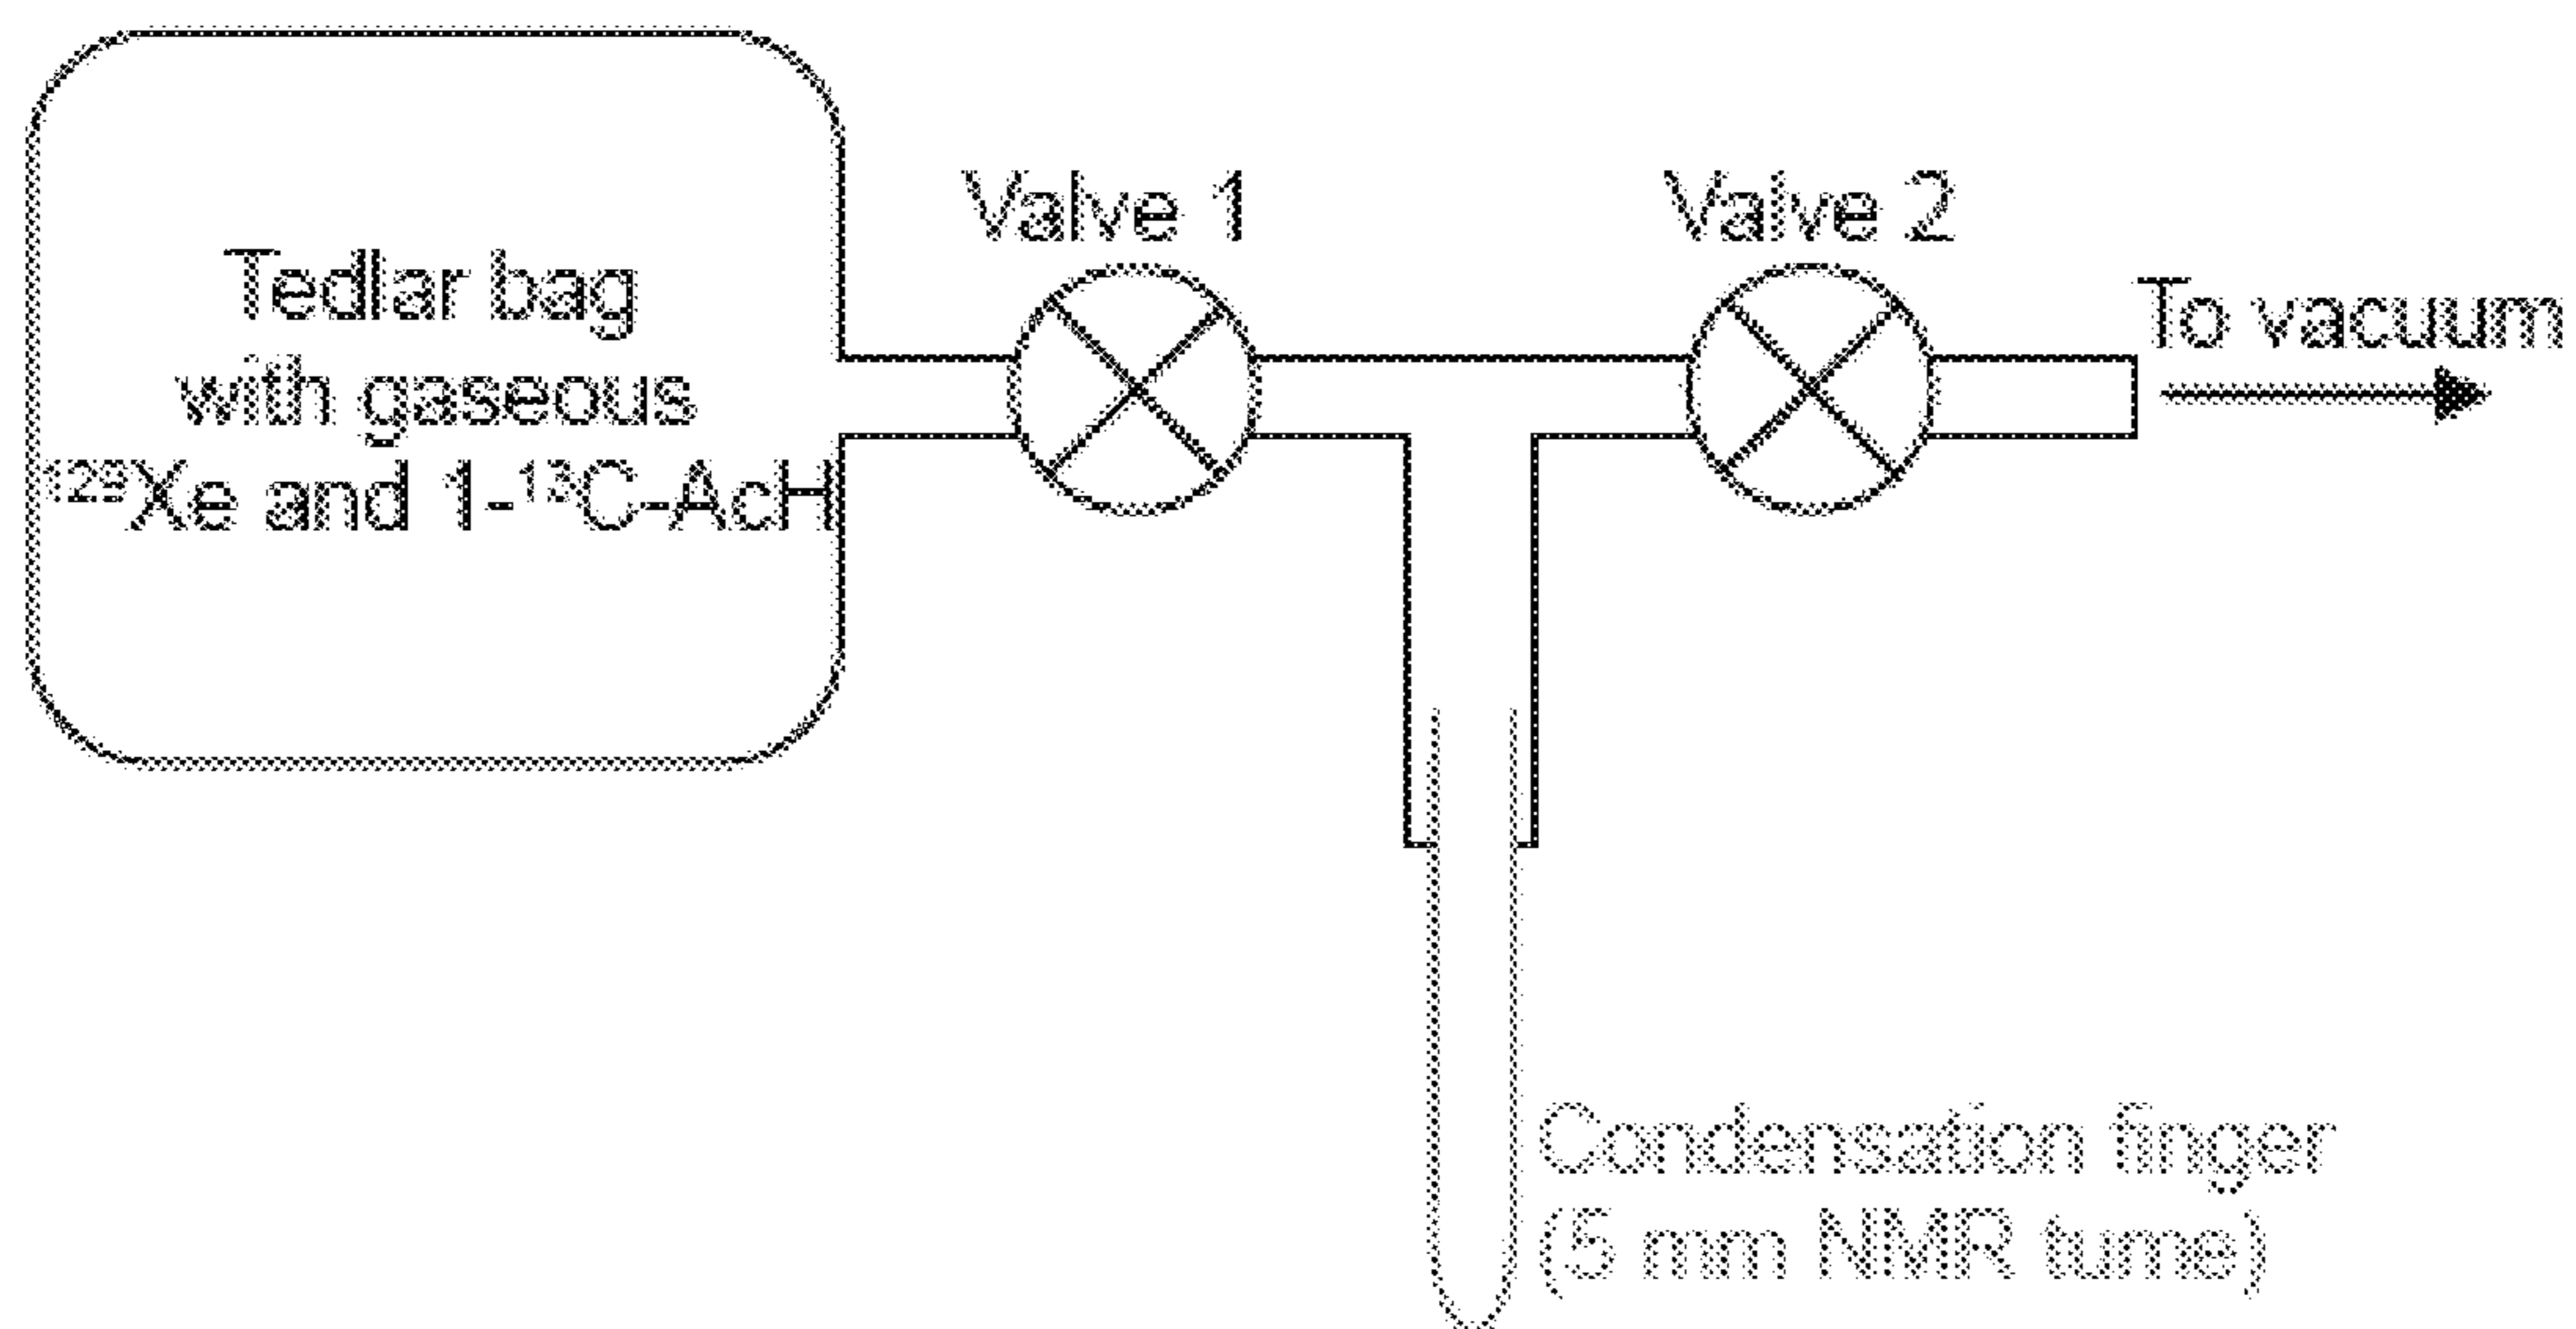 Valve 1
Valve 2
To vacuum
Tedlar bag
with gaseous
¹²⁹Xe and 1-¹³C-AcH
Condensation finger
(5 mm NMR tume)